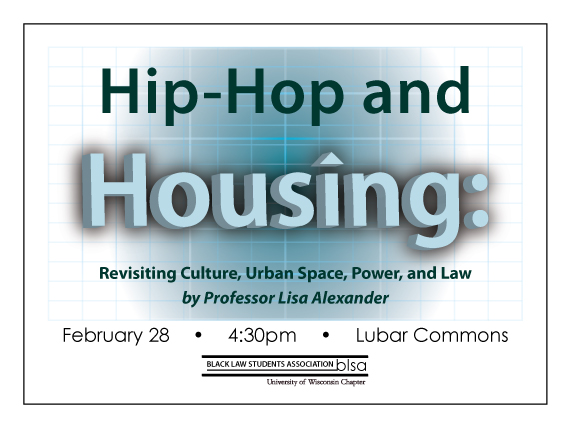 Hip-Hop and
Housing:
Revisiting Culture, Urban Space, Power, and Law
by Professor Lisa Alexander
February 28 • 4:30pm • Lubar Commons
BLACK LAW STUDENTS ASSOCIATION blsa
University of Wisconsin Chapter